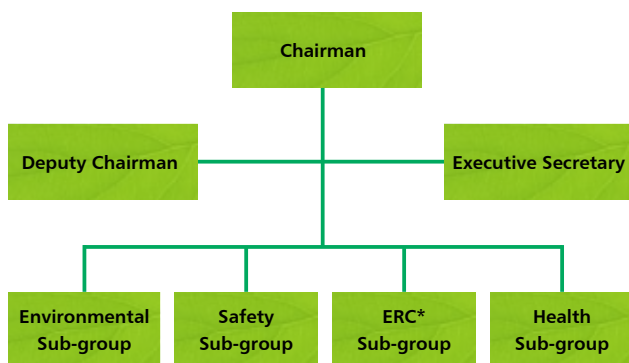 Chairman
Deputy Chairman
Executive Secretary
Environmental
Sub-group
Safety
Sub-group
ERC*
Sub-group
Health
Sub-group